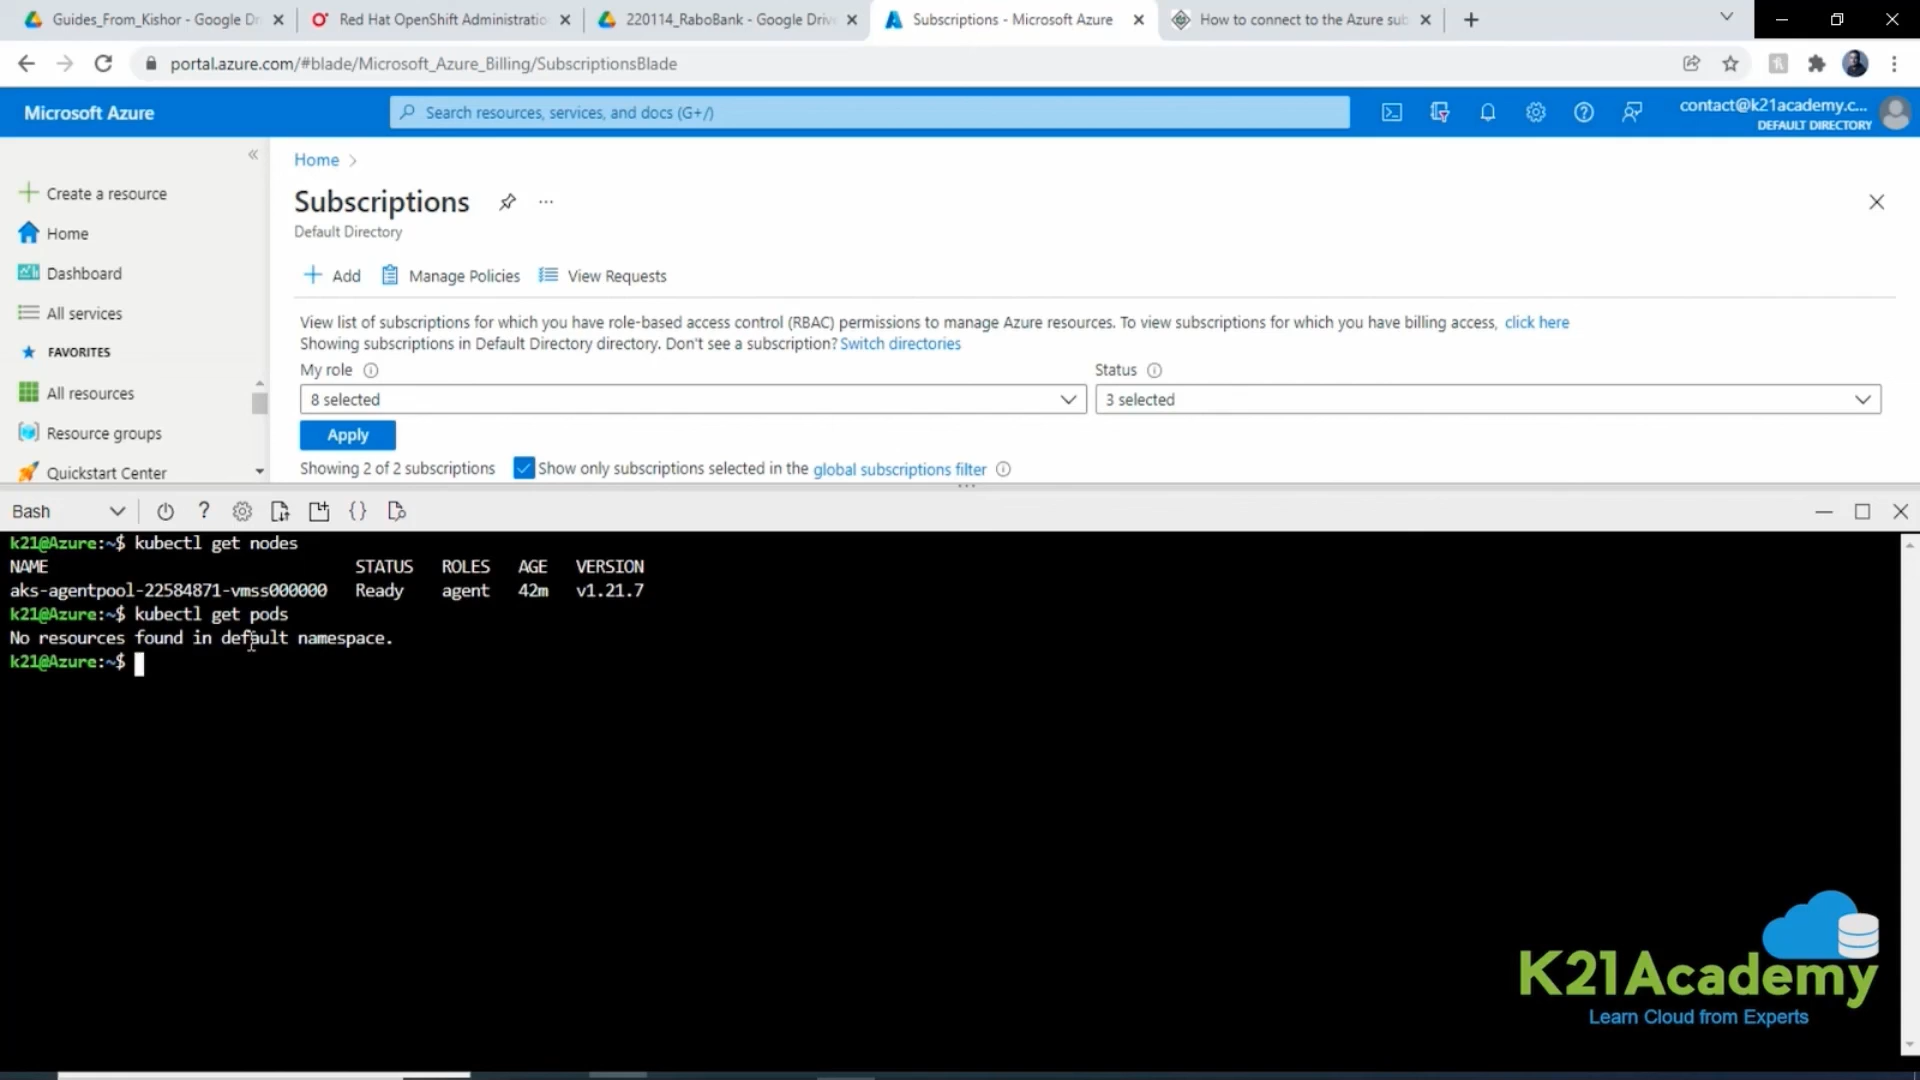 Guides_From_Kishor - Google Dr
Red Hat OpenShift Administratio
220114_RaboBank - Google Drive
Subscriptions - Microsoft Azure
How to connect to the Azure sub
portal.azure.com/#blade/Microsoft_Azure_Billing/SubscriptionsBlade
Microsoft Azure
Search resources, services, and docs (G+/)
contact@k21academy.c...
DEFAULT DIRECTORY
Create a resource
Home
Dashboard
All services
FAVORITES
All resources
Resource groups
Quickstart Center
Home >
Subscriptions
...
Default Directory
Add
Manage Policies
View Requests
View list of subscriptions for which you have role-based access control (RBAC) permissions to manage Azure resources. To view subscriptions for which you have billing access, click here
Showing subscriptions in Default Directory directory. Don't see a subscription? Switch directories
My role
Status
8 selected
3 selected
Apply
Showing 2 of 2 subscriptions
Show only subscriptions selected in the global subscriptions filter
Bash
k21@Azure:~$ kubectl get nodes
NAME STATUS ROLES AGE VERSION
aks-agentpool-22584871-vmss000000 Ready agent 42m v1.21.7
k21@Azure:~$ kubectl get pods
No resources found in default namespace.
k21@Azure:~$
K21Academy
Learn Cloud from Experts